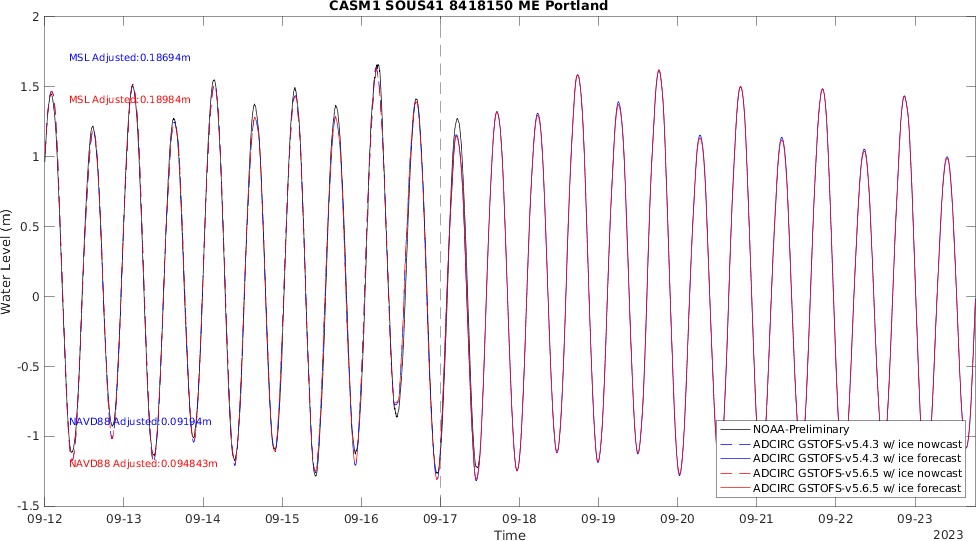 CASM1 SOUS41 8418150 ME Portland
2
1.5
1
0.5
0
-0.5
-1
-1.5
Water Level (m)
MSL Adjusted:0.18694m
MSL Adjusted:0.18984m
NAVD88 Adjusted:0.09194m
NAVD88 Adjusted:0.094843m
NOAA-Preliminary
ADCIRC GSTOFS-v5.4.3 w/ ice nowcast
ADCIRC GSTOFS-v5.4.3 w/ ice forecast
ADCIRC GSTOFS-v5.6.5 w/ ice nowcast
ADCIRC GSTOFS-v5.6.5 w/ ice forecast
09-12 09-13 09-14 09-15 09-16 09-17 09-18 09-19 09-20 09-21 09-22 09-23
Time
2023